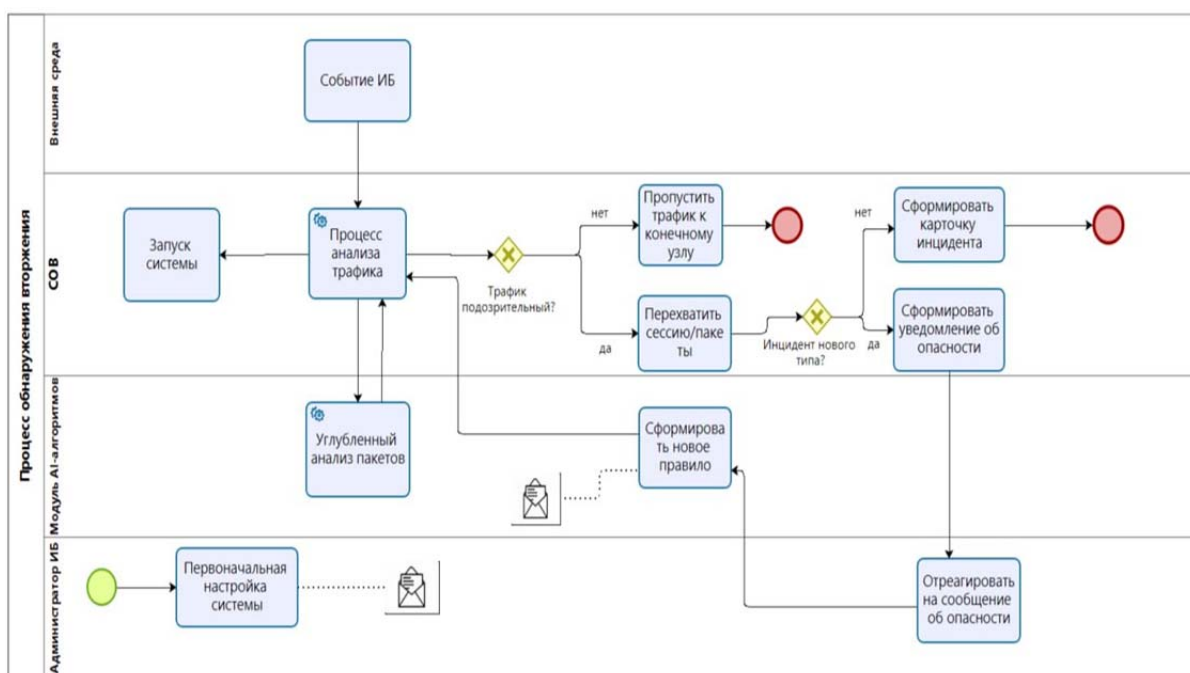 Процесс обнаружения вторжения
Внешняя среда
Событие ИБ
СОВ
Запуск
системы
Процесс
анализа
трафика
Трафик
подозрительный?
нет
да
Пропустить
трафик к
конечному
узлу
Перехватить
сессию/паке
ты
Инцидент нового
типа?
нет
да
Сформировать
карточку
инцидента
Сформировать
уведомление об
опасности
Модуль AI-алгоритмов
Углубленный
анализ пакетов
Сформирова
ть новое
правило
Администратор ИБ
Первоначальная
настройка
системы
Отреагировать
на сообщение
об опасности